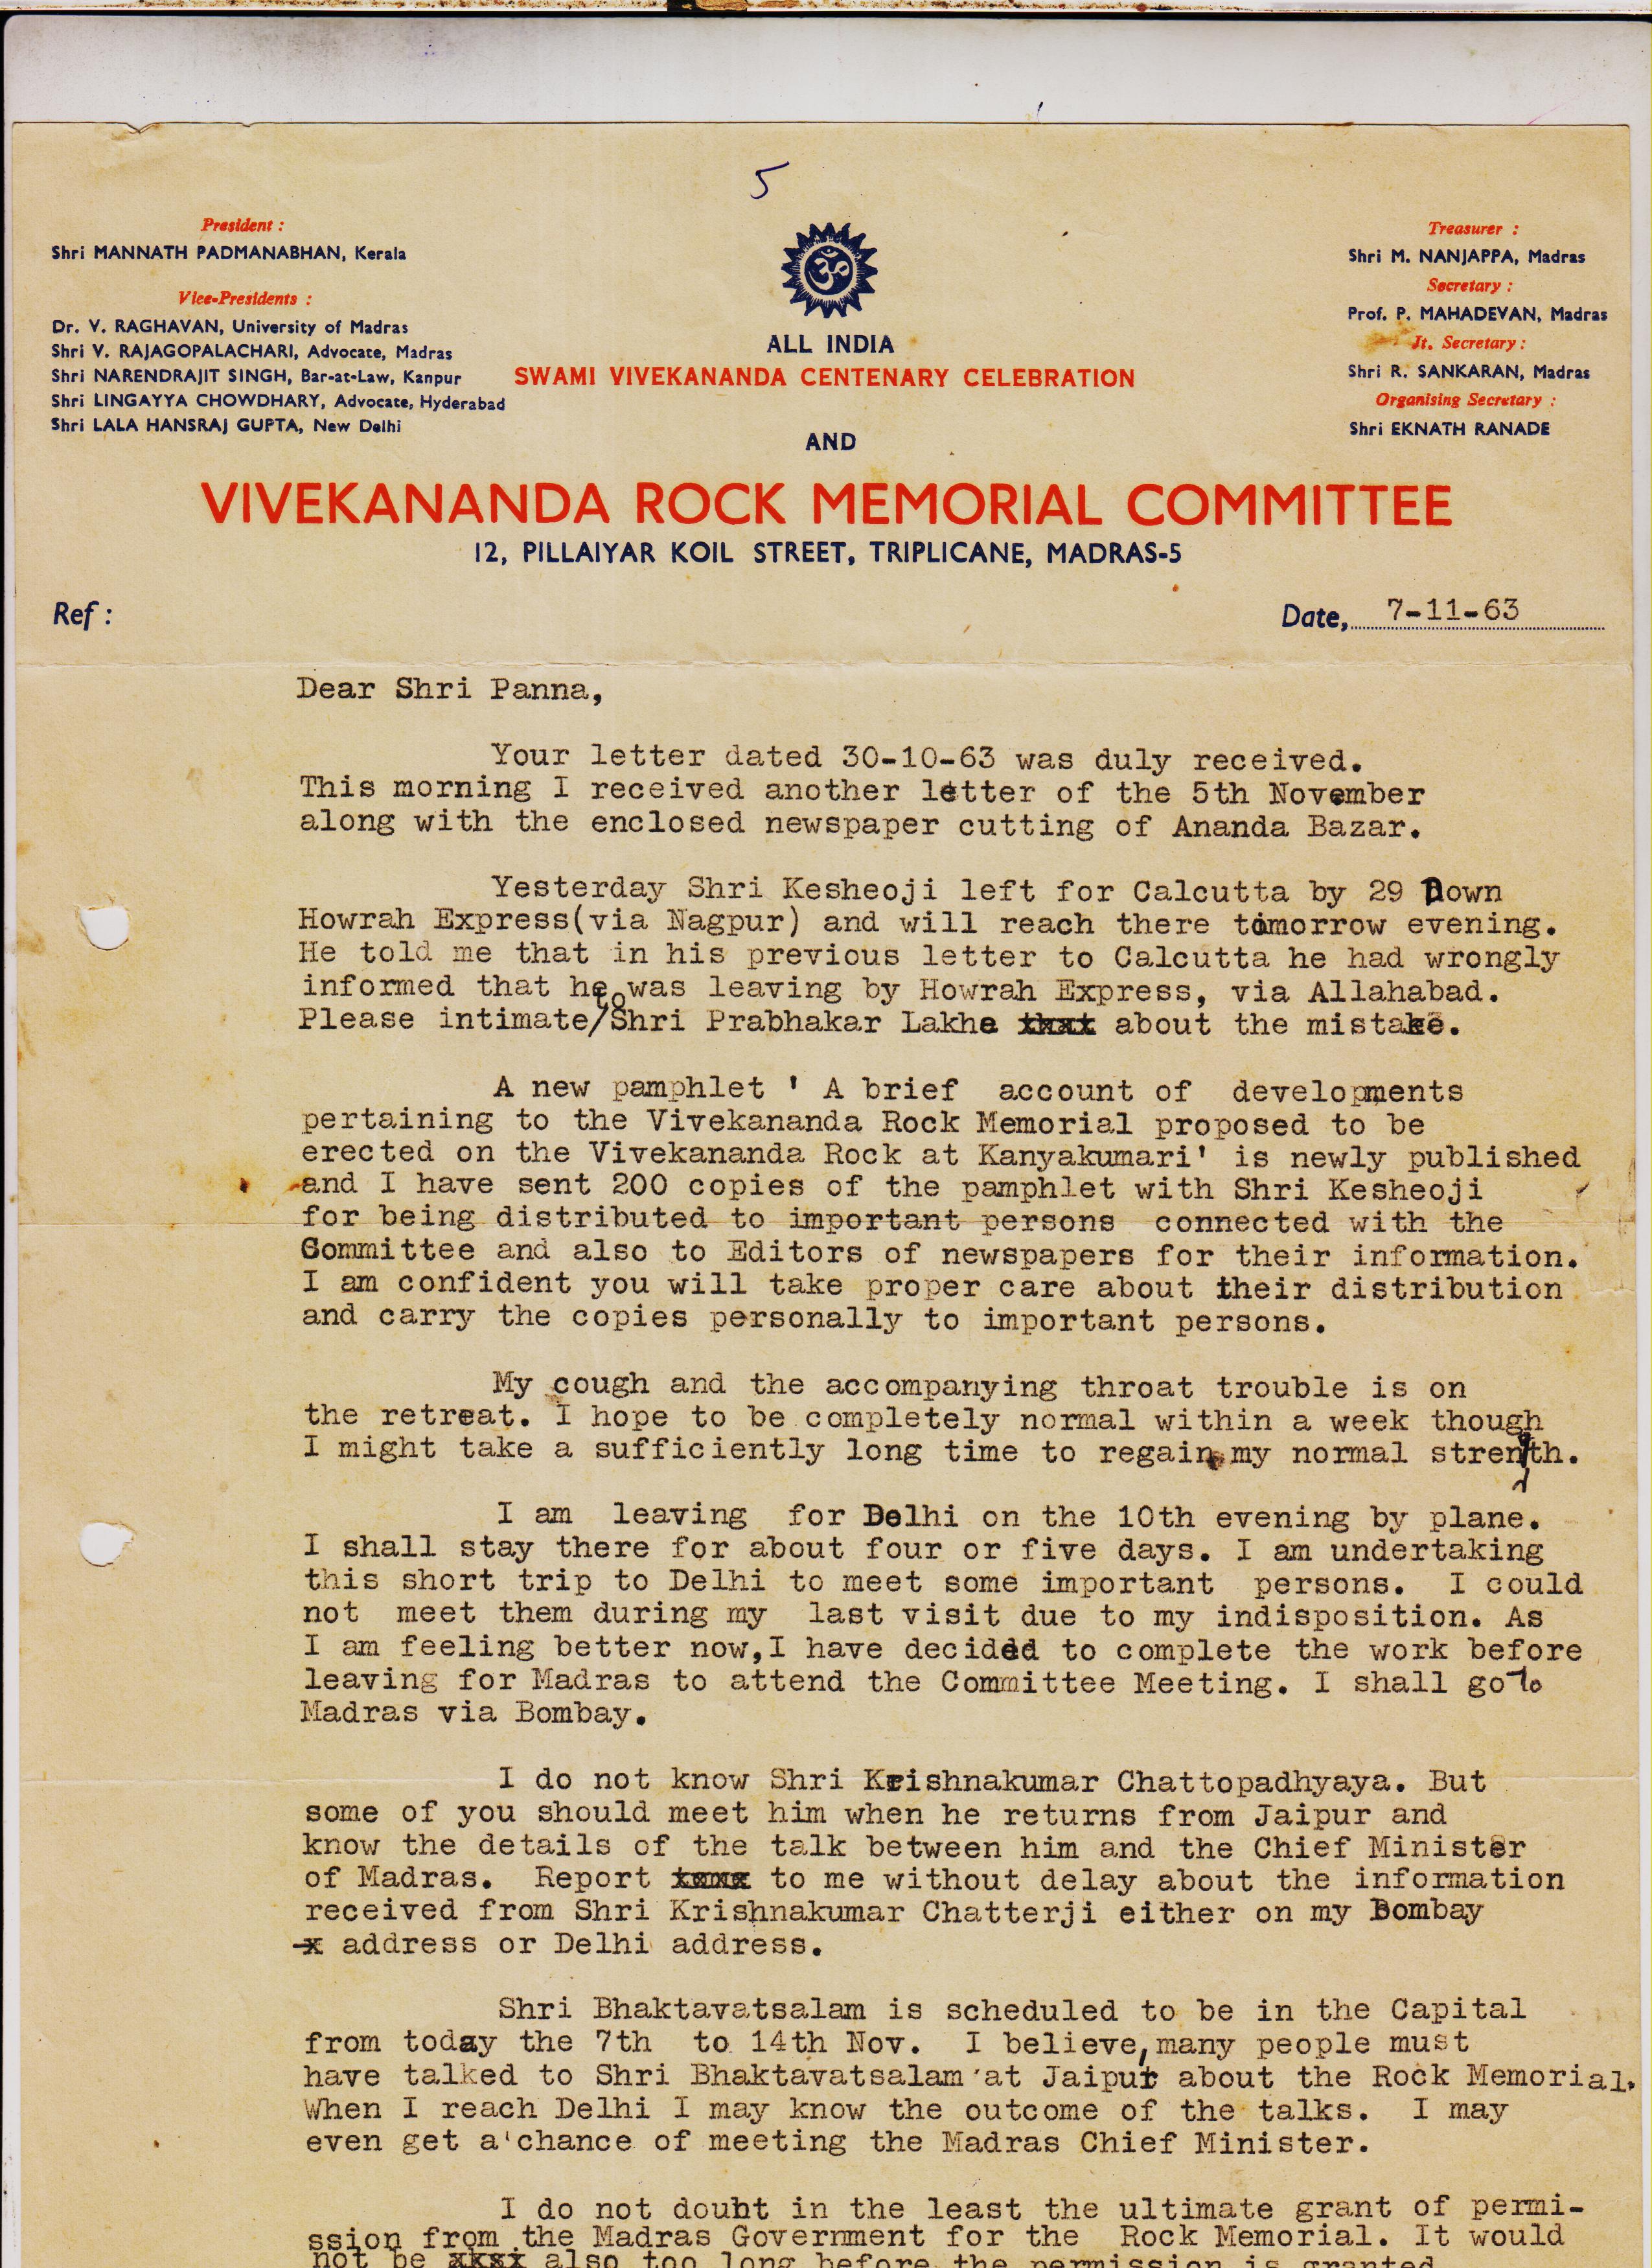 5
President :
Shri MANNATH PADMANABHAN, Kerala
Vice-Presidents :
Dr. V. RAGHAVAN, University of Madras
Shri V. RAJAGOPALACHARI, Advocate, Madras
Shri NARENDRAJIT SINGH, Bar-at-Law, Kanpur
Shri LINGAYYA CHOWDHARY, Advocate, Hyderabad
Shri LALA HANSRAJ GUPTA, New Delhi
ॐ
ALL INDIA
SWAMI VIVEKANANDA CENTENARY CELEBRATION
AND
Treasurer :
Shri M. NANJAPPA, Madras
Secretary :
Prof. P. MAHADEVAN, Madras
Jt. Secretary :
Shri R. SANKARAN, Madras
Organising Secretary :
Shri EKNATH RANADE
VIVEKANANDA ROCK MEMORIAL COMMITTEE
12, PILLAIYAR KOIL STREET, TRIPLICANE, MADRAS-5
Ref :
Date, 7-11-63
Dear Shri Panna,
Your letter dated 30-10-63 was duly received.
This morning I received another letter of the 5th November
along with the enclosed newspaper cutting of Ananda Bazar.
Yesterday Shri Kesheoji left for Calcutta by 29 Down
Howrah Express(via Nagpur) and will reach there tomorrow evening.
He told me that in his previous letter to Calcutta he had wrongly
informed that he was leaving by Howrah Express, via Allahabad.
Please intimate/to Shri Prabhakar Lakhe about the mistake.
A new pamphlet ' A brief account of developments
pertaining to the Vivekananda Rock Memorial proposed to be
erected on the Vivekananda Rock at Kanyakumari' is newly published
and I have sent 200 copies of the pamphlet with Shri Kesheoji
for being distributed to important persons connected with the
Committee and also to Editors of newspapers for their information.
I am confident you will take proper care about their distribution
and carry the copies personally to important persons.
My cough and the accompanying throat trouble is on
the retreat. I hope to be completely normal within a week though
I might take a sufficiently long time to regain my normal strength.
I am leaving for Delhi on the 10th evening by plane.
I shall stay there for about four or five days. I am undertaking
this short trip to Delhi to meet some important persons. I could
not meet them during my last visit due to my indisposition. As
I am feeling better now, I have decided to complete the work before
leaving for Madras to attend the Committee Meeting. I shall go to
Madras via Bombay.
I do not know Shri Krishnakumar Chattopadhyaya. But
some of you should meet him when he returns from Jaipur and
know the details of the talk between him and the Chief Minister
of Madras. Report to me without delay about the information
received from Shri Krishnakumar Chatterji either on my Bombay
address or Delhi address.
Shri Bhaktavatsalam is scheduled to be in the Capital
from today the 7th to 14th Nov. I believe, many people must
have talked to Shri Bhaktavatsalam at Jaipur about the Rock Memorial.
When I reach Delhi I may know the outcome of the talks. I may
even get a chance of meeting the Madras Chief Minister.
I do not doubt in the least the ultimate grant of permi-
ssion from the Madras Government for the Rock Memorial. It would
not be also too long before the permission is granted